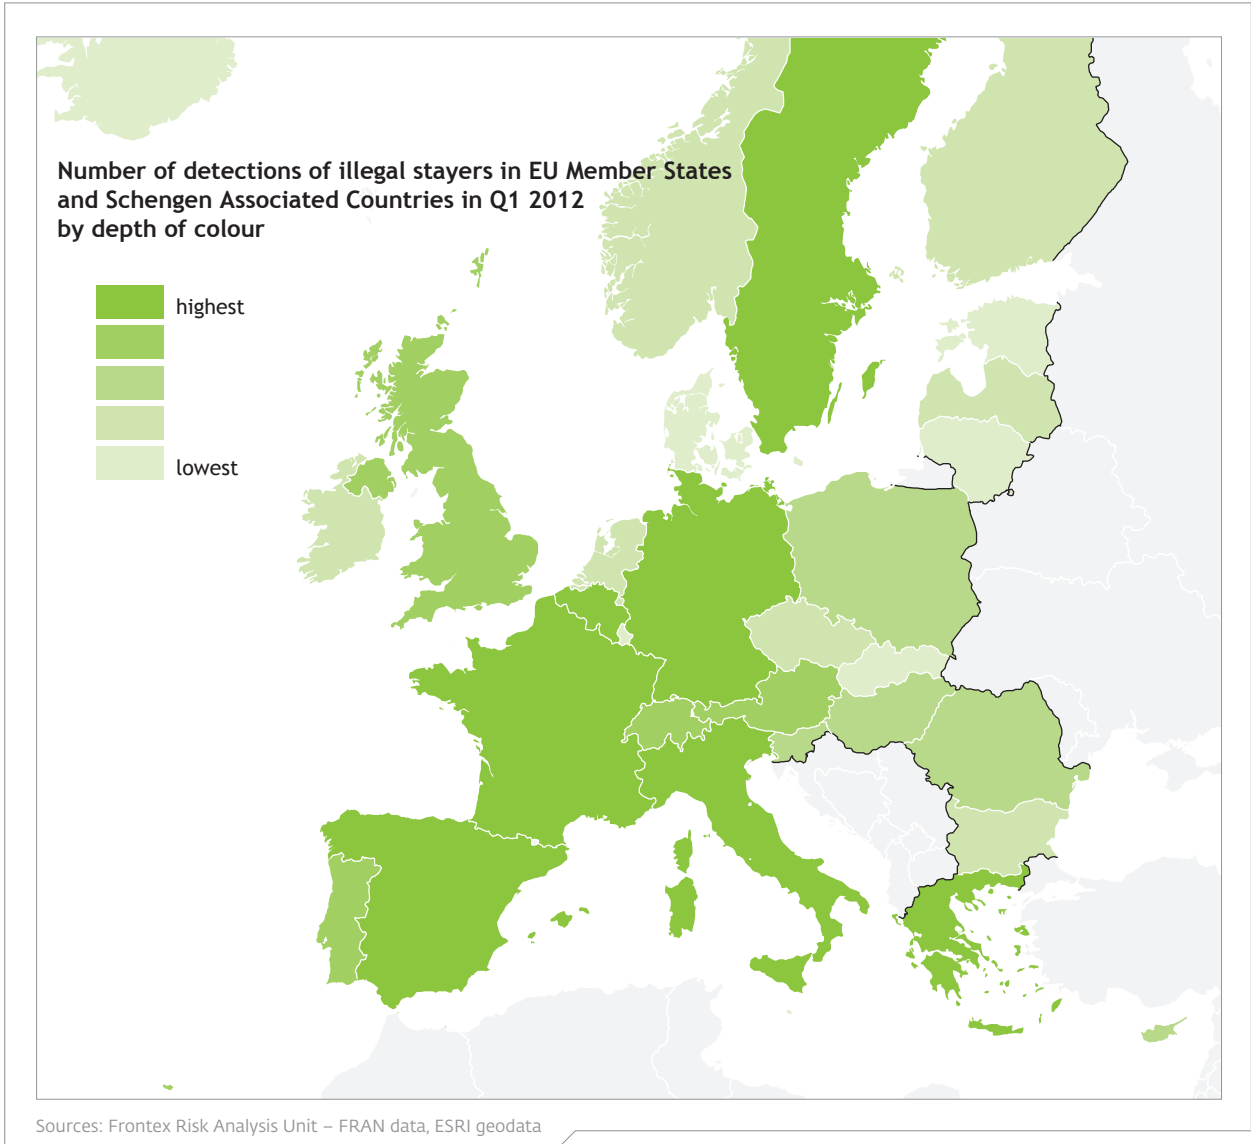 Number of detections of illegal stayers in EU Member States
and Schengen Associated Countries in Q1 2012
by depth of colour
highest
lowest
Sources: Frontex Risk Analysis Unit – FRAN data, ESRI geodata